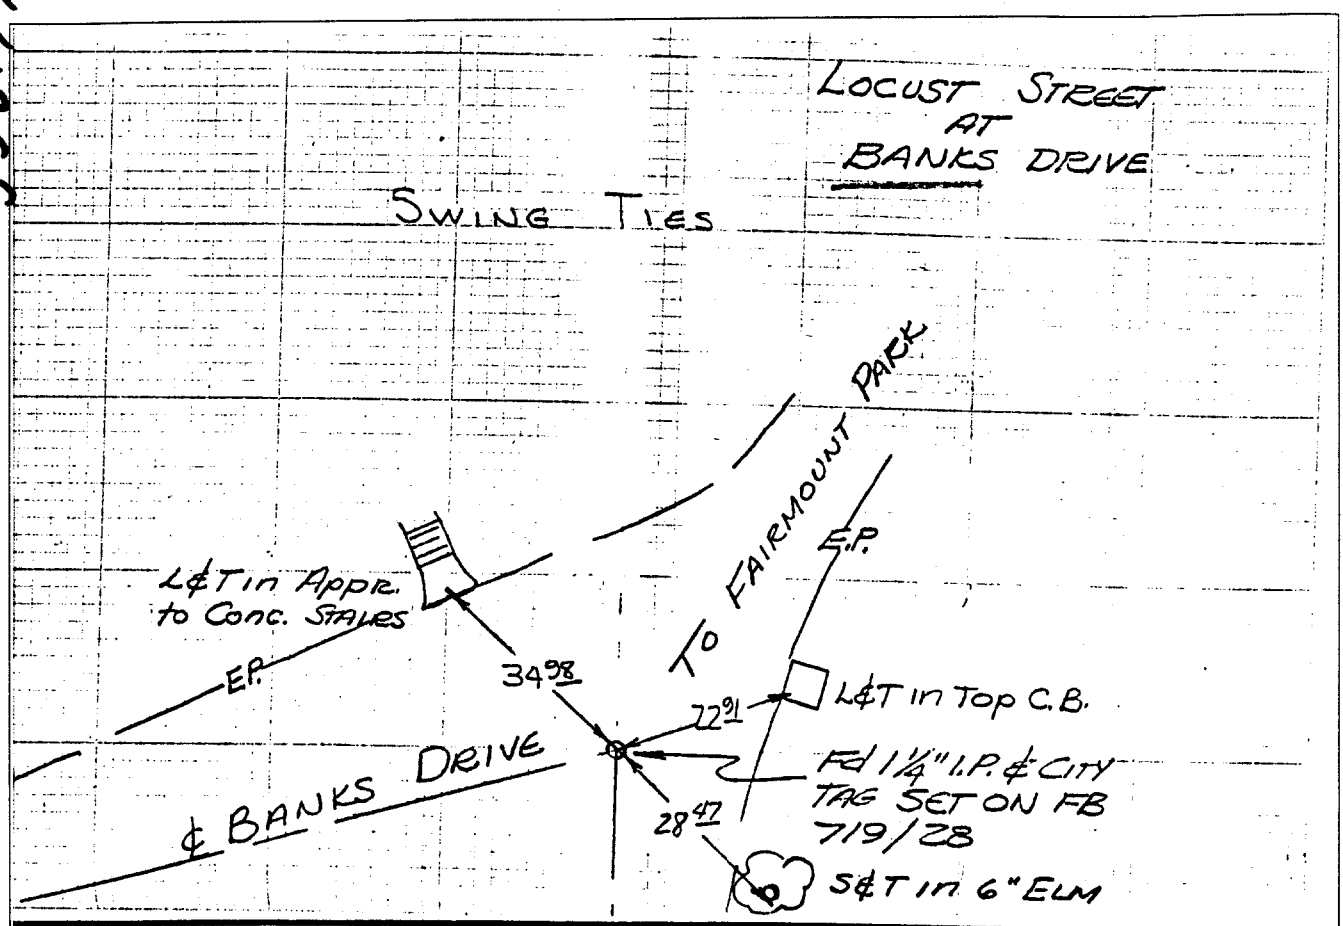 LOCUST STREET
AT
BANKS DRIVE
SWING TIES
TO FAIRMOUNT PARK
E.P.
L&T in Appr.
to Conc. STAIRS
E.P.
34 98
22 91
L&T in Top C.B.
℄ BANKS DRIVE
Fd 1¼" I.P. & CITY
TAG SET ON FB
719/28
28 47
S&T in 6" ELM